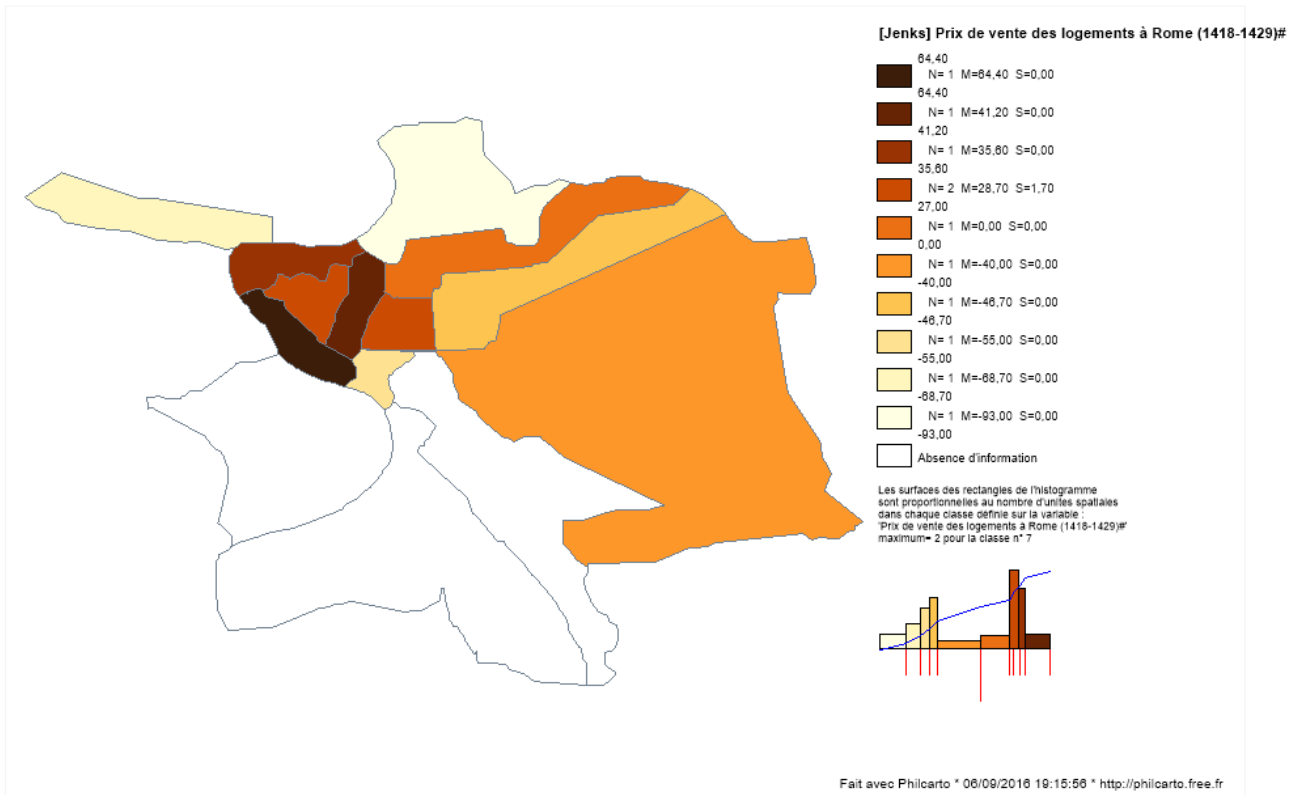 [Jenks] Prix de vente des logements à Rome (1418-1429)#
64,40
N= 1 M=64,40 S=0,00
64,40
N= 1 M=41,20 S=0,00
41,20
N= 1 M=35,60 S=0,00
35,60
N= 2 M=28,70 S=1,70
27,00
N= 1 M=0,00 S=0,00
0,00
N= 1 M=-40,00 S=0,00
-40,00
N= 1 M=-46,70 S=0,00
-46,70
N= 1 M=-55,00 S=0,00
-55,00
N= 1 M=-68,70 S=0,00
-68,70
N= 1 M=-93,00 S=0,00
-93,00
Absence d'information
Les surfaces des rectangles de l'histogramme
sont proportionnelles au nombre d'unites spatiales
dans chaque classe definie sur la variable :
'Prix de vente des logements à Rome (1418-1429)#'
maximum= 2 pour la classe n° 7
Fait avec Philcarto * 06/09/2016 19:15:56 * http://philcarto.free.fr